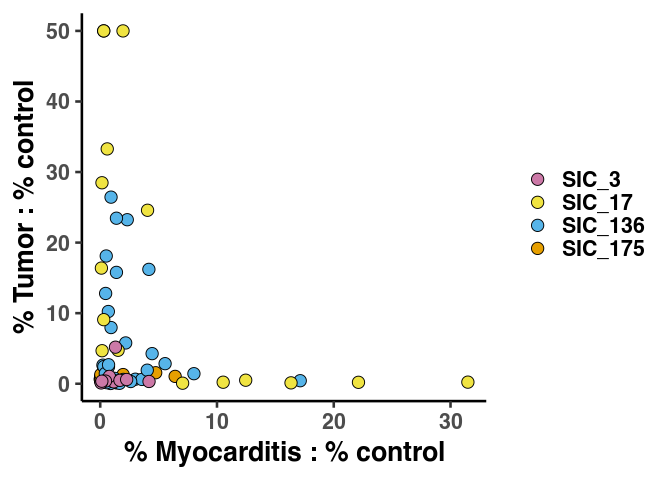 50
40
30
20
10
0
% Tumor : % control
0 10 20 30
% Myocarditis : % control
SIC_3
SIC_17
SIC_136
SIC_175